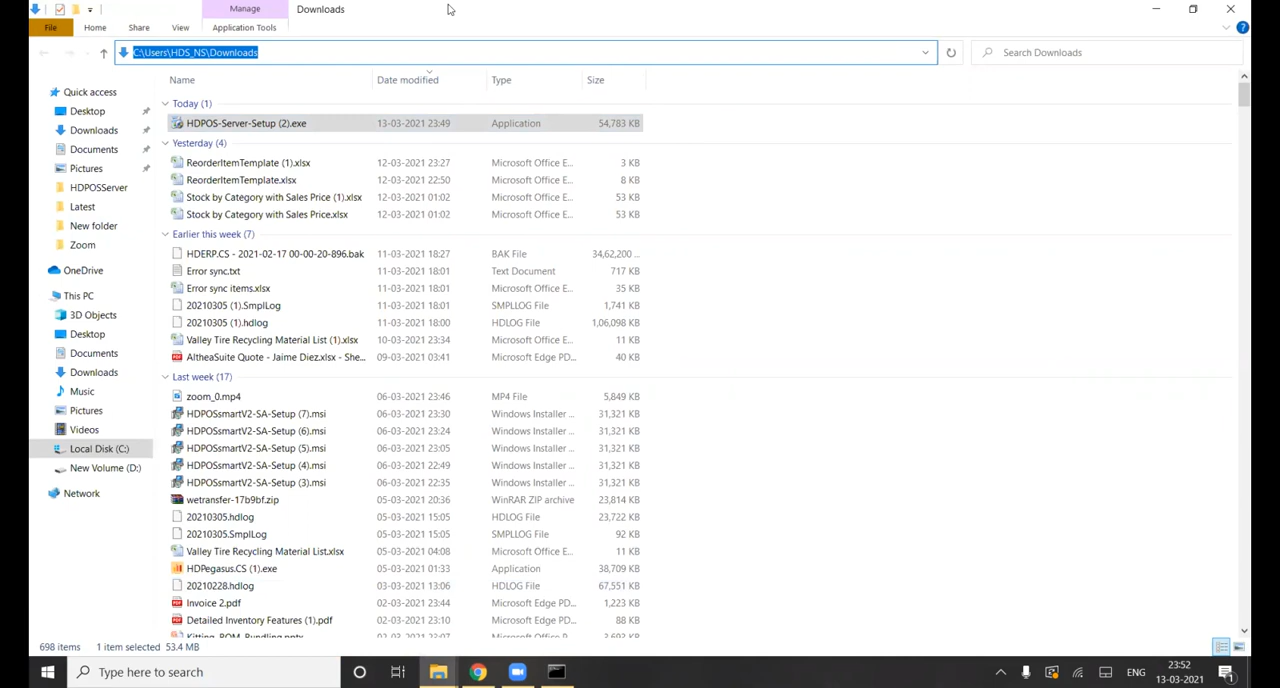 Manage
Downloads
File
Home
Share
View
Application Tools
C:\Users\HDS_NS\Downloads
Search Downloads
Name
Date modified
Type
Size
Quick access
Desktop
Downloads
Documents
Pictures
HDPOSServer
Latest
New folder
Zoom
OneDrive
This PC
3D Objects
Desktop
Documents
Downloads
Music
Pictures
Videos
Local Disk (C:)
New Volume (D:)
Network
Today (1)
HDPOS-Server-Setup (2).exe 13-03-2021 23:49 Application 54,783 KB
Yesterday (4)
ReorderItemTemplate (1).xlsx 12-03-2021 23:27 Microsoft Office E... 3 KB
ReorderItemTemplate.xlsx 12-03-2021 22:50 Microsoft Office E... 8 KB
Stock by Category with Sales Price (1).xlsx 12-03-2021 01:02 Microsoft Office E... 53 KB
Stock by Category with Sales Price.xlsx 12-03-2021 01:02 Microsoft Office E... 53 KB
Earlier this week (7)
HDERP.CS - 2021-02-17 00-00-20-896.bak 11-03-2021 18:27 BAK File 34,62,200 ...
Error sync.txt 11-03-2021 18:01 Text Document 717 KB
Error sync items.xlsx 11-03-2021 18:01 Microsoft Office E... 35 KB
20210305 (1).SmplLog 11-03-2021 18:01 SMPLLOG File 1,741 KB
20210305 (1).hdlog 11-03-2021 18:00 HDLOG File 1,06,098 KB
Valley Tire Recycling Material List (1).xlsx 10-03-2021 23:34 Microsoft Office E... 11 KB
AltheaSuite Quote - Jaime Diez.xlsx - She... 09-03-2021 03:41 Microsoft Edge PD... 40 KB
Last week (17)
zoom_0.mp4 06-03-2021 23:46 MP4 File 5,849 KB
HDPOSsmartV2-SA-Setup (7).msi 06-03-2021 23:30 Windows Installer ... 31,321 KB
HDPOSsmartV2-SA-Setup (6).msi 06-03-2021 23:24 Windows Installer ... 31,321 KB
HDPOSsmartV2-SA-Setup (5).msi 06-03-2021 23:05 Windows Installer ... 31,321 KB
HDPOSsmartV2-SA-Setup (4).msi 06-03-2021 22:49 Windows Installer ... 31,321 KB
HDPOSsmartV2-SA-Setup (3).msi 06-03-2021 22:35 Windows Installer ... 31,321 KB
wetransfer-17b9bf.zip 05-03-2021 20:36 WinRAR ZIP archive 23,814 KB
20210305.hdlog 05-03-2021 15:05 HDLOG File 23,722 KB
20210305.SmplLog 05-03-2021 15:05 SMPLLOG File 92 KB
Valley Tire Recycling Material List.xlsx 05-03-2021 04:08 Microsoft Office E... 11 KB
HDPegasus.CS (1).exe 05-03-2021 01:33 Application 38,709 KB
20210228.hdlog 03-03-2021 13:06 HDLOG File 67,551 KB
Invoice 2.pdf 02-03-2021 23:44 Microsoft Edge PD... 1,223 KB
Detailed Inventory Features (1).pdf 02-03-2021 23:10 Microsoft Edge PD... 88 KB
Kitting, BOM, Bundling.pptx 02-03-2021 23:07 Microsoft Office P... 3,693 KB
698 items 1 item selected 53.4 MB
Type here to search
ENG
23:52
13-03-2021
1